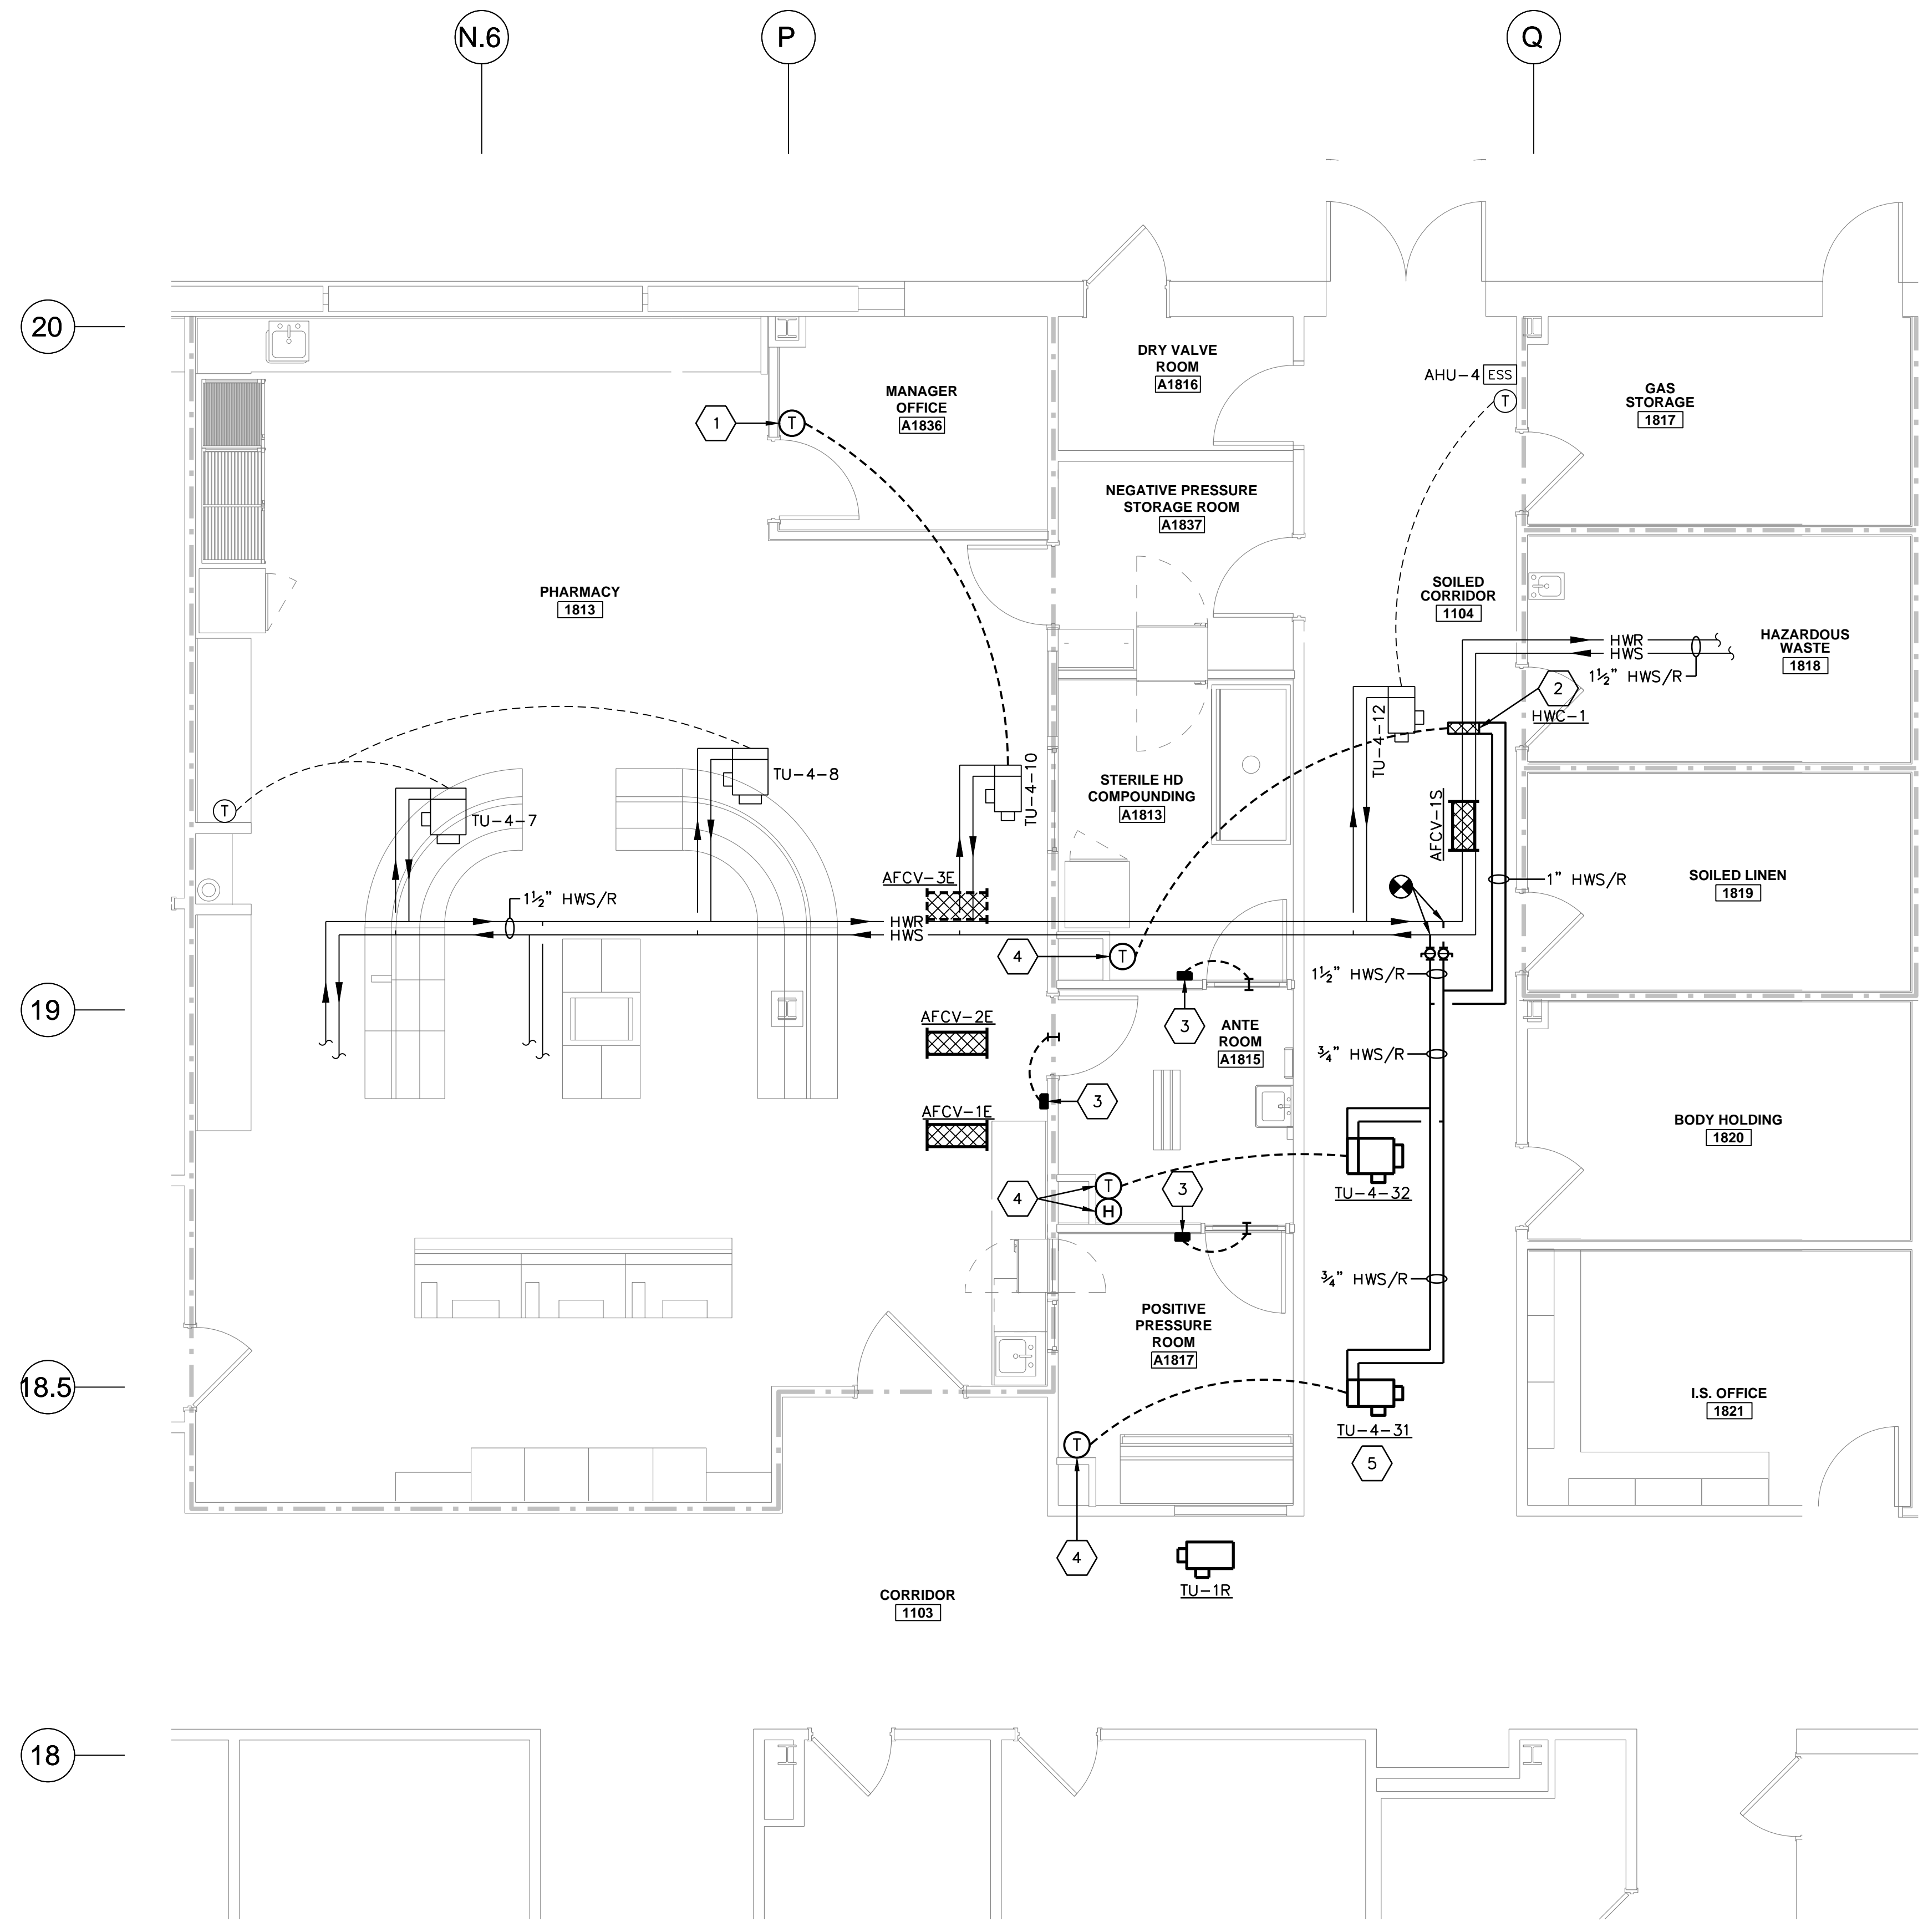 N.6
P
Q
20
DRY VALVE
ROOM
A1816
AHU-4 ESS
T
MANAGER
OFFICE
A1836
GAS
STORAGE
1817
1
T
NEGATIVE PRESSURE
STORAGE ROOM
A1837
PHARMACY
1813
SOILED
CORRIDOR
1104
HWR
HWS
1½" HWS/R
HAZARDOUS
WASTE
1818
2
HWC-1
TU-4-12
TU-4-8
TU-4-10
STERILE HD
COMPOUNDING
A1813
T
TU-4-7
AFCV-1S
AFCV-3E
1" HWS/R
SOILED LINEN
1819
1½" HWS/R
HWR
HWS
4
T
1½" HWS/R
19
AFCV-2E
3
ANTE
ROOM
A1815
¾" HWS/R
3
AFCV-1E
BODY HOLDING
1820
4
T
H
3
TU-4-32
¾" HWS/R
POSITIVE
PRESSURE
ROOM
A1817
18.5
I.S. OFFICE
1821
TU-4-31
T
5
4
TU-1R
CORRIDOR
1103
18